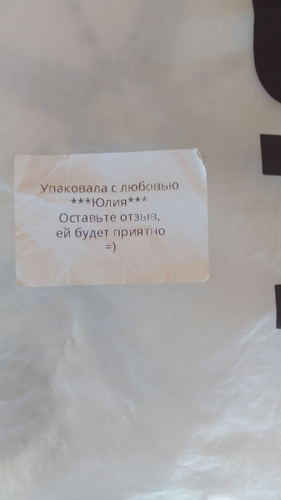 Упаковала с любовью
***Юлия***
Оставьте отзыв,
ей будет приятно
=)